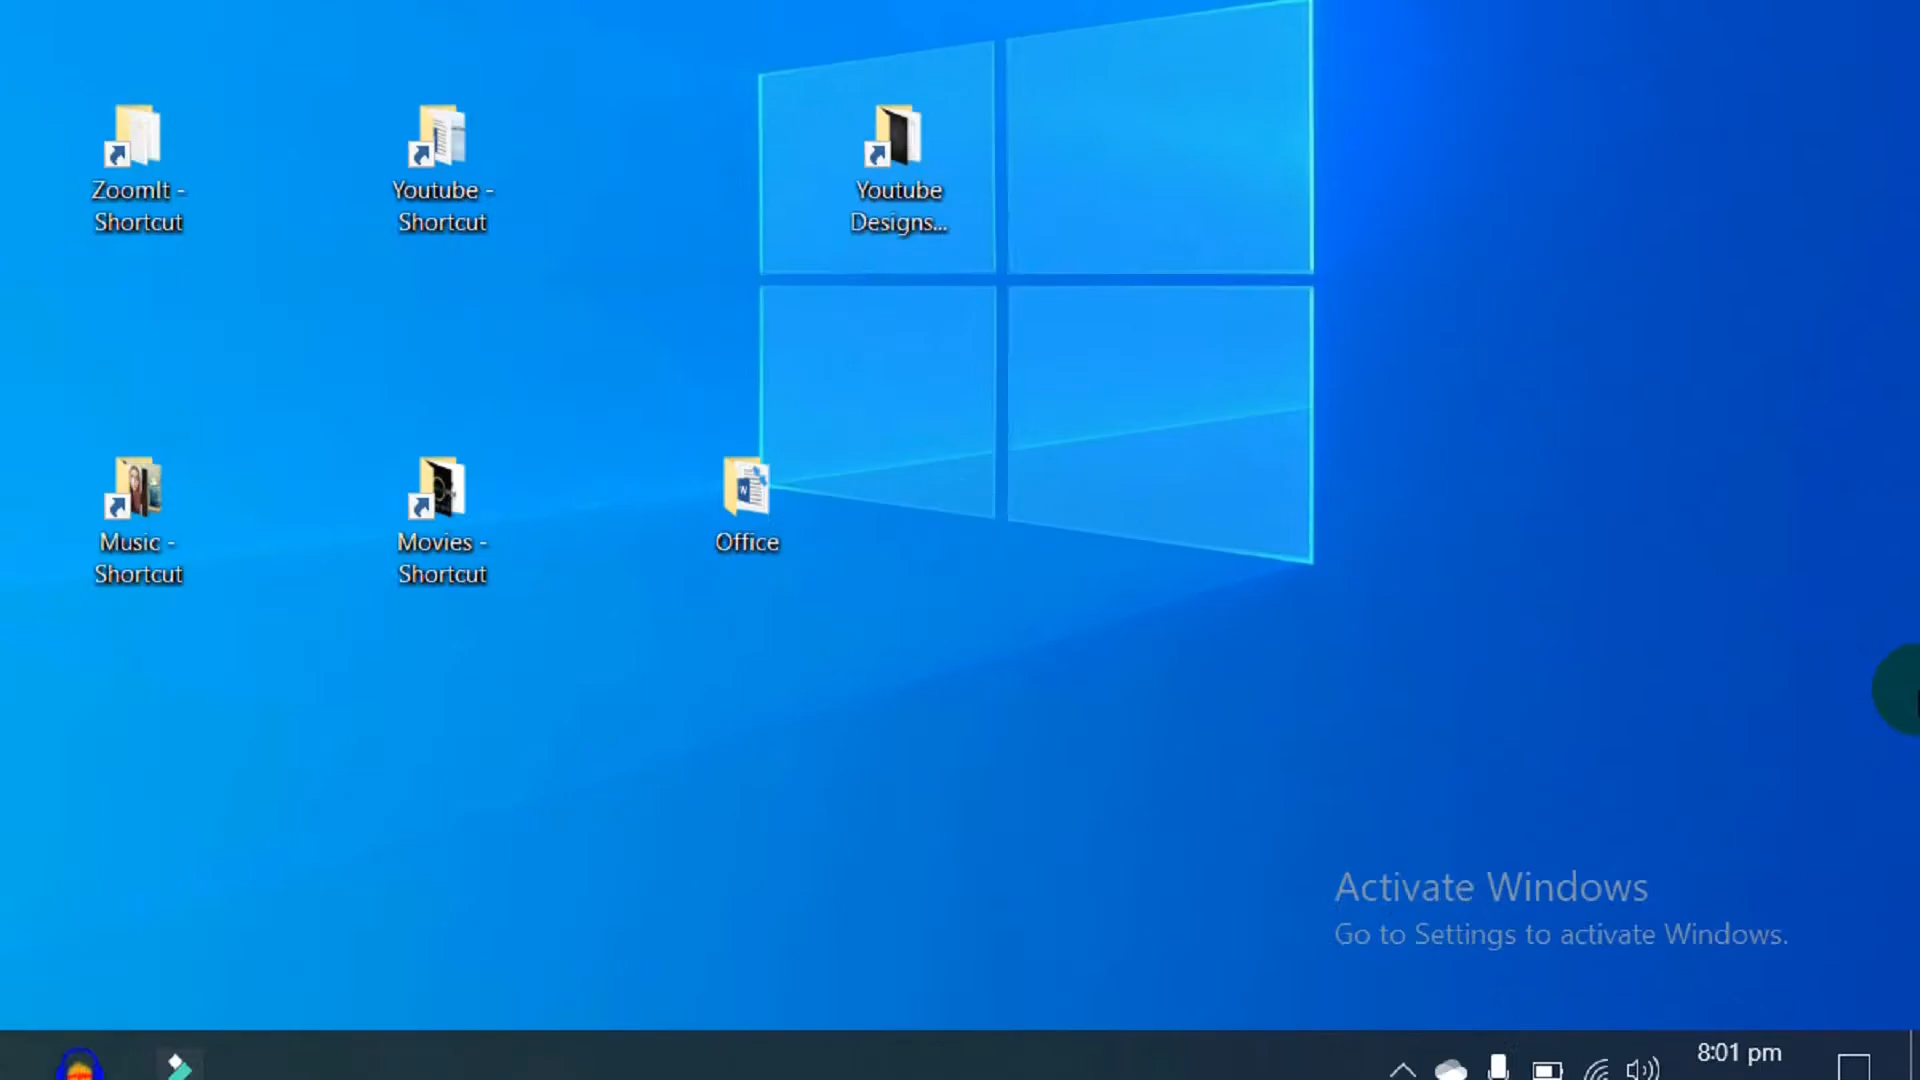 ZoomIt -
Shortcut
Youtube -
Shortcut
Youtube
Designs...
Music -
Shortcut
Movies -
Shortcut
Office
Activate Windows
Go to Settings to activate Windows.
8:01 pm